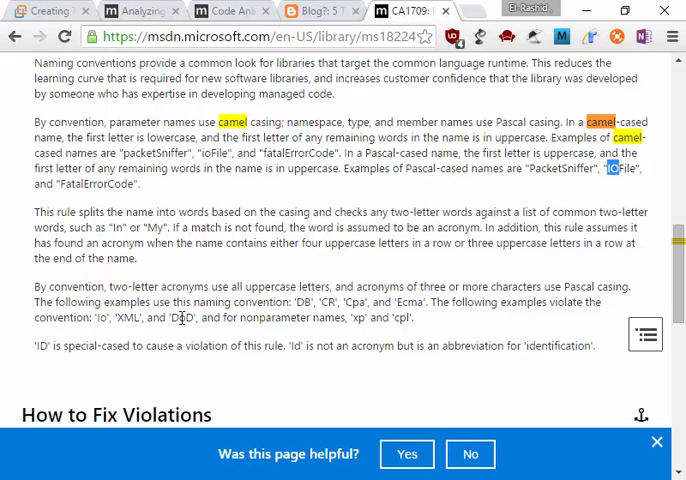 Creating
Analyzing
Code Ana
Blog?: 5 T
CA1709:
El Rashid
https://msdn.microsoft.com/en-US/library/ms18224
4
Naming conventions provide a common look for libraries that target the common language runtime. This reduces the
learning curve that is required for new software libraries, and increases customer confidence that the library was developed
by someone who has expertise in developing managed code.
By convention, parameter names use camel casing; namespace, type, and member names use Pascal casing. In a camel-cased
name, the first letter is lowercase, and the first letter of any remaining words in the name is in uppercase. Examples of camel-
cased names are "packetSniffer", "ioFile", and "fatalErrorCode". In a Pascal-cased name, the first letter is uppercase, and the
first letter of any remaining words in the name is in uppercase. Examples of Pascal-cased names are "PacketSniffer", "IOFile",
and "FatalErrorCode".
This rule splits the name into words based on the casing and checks any two-letter words against a list of common two-letter
words, such as "In" or "My". If a match is not found, the word is assumed to be an acronym. In addition, this rule assumes it
has found an acronym when the name contains either four uppercase letters in a row or three uppercase letters in a row at
the end of the name.
By convention, two-letter acronyms use all uppercase letters, and acronyms of three or more characters use Pascal casing.
The following examples use this naming convention: 'DB', 'CR', 'Cpa', and 'Ecma'. The following examples violate the
convention: 'Io', 'XML', and 'DoD', and for nonparameter names, 'xp' and 'cpl'.
'ID' is special-cased to cause a violation of this rule. 'Id' is not an acronym but is an abbreviation for 'identification'.
How to Fix Violations
Was this page helpful?
Yes
No